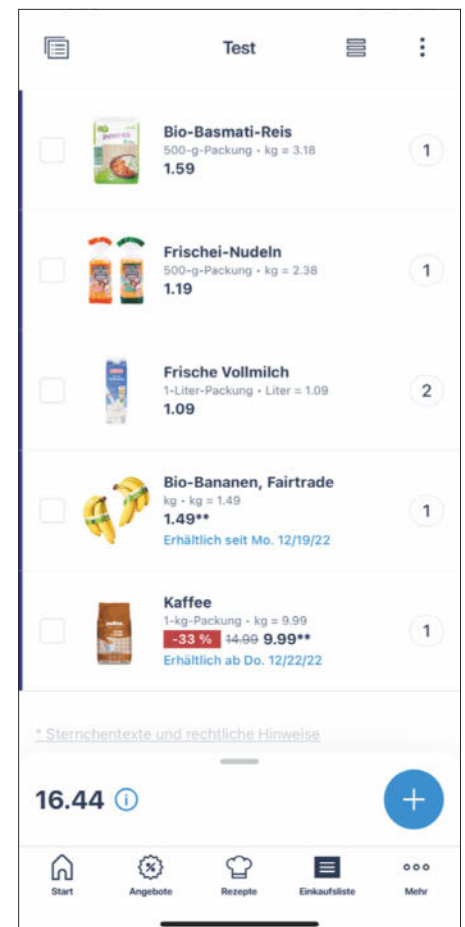 Test
Bio-Basmati-Reis
500-g-Packung • kg = 3.18
1.59
1
Frischei-Nudeln
500-g-Packung • kg = 2.38
1.19
1
Frische Vollmilch
1-Liter-Packung • Liter = 1.09
1.09
2
Bio-Bananen, Fairtrade
kg • kg = 1.49
1.49**
Erhältlich seit Mo. 12/19/22
1
Kaffee
1-kg-Packung • kg = 9.99
-33 % 14.99 9.99**
Erhältlich ab Do. 12/22/22
1
* Sternchentexte und rechtliche Hinweise
16.44
Start Angebote Rezepte Einkaufsliste Mehr